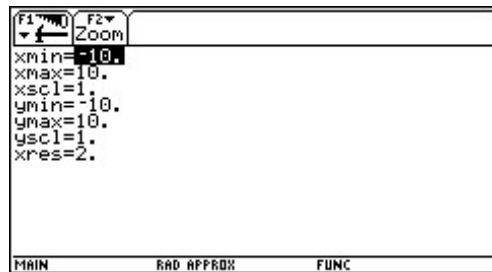 F1 F2
Zoom
xmin=-10.
xmax=10.
xscl=1.
ymin=-10.
ymax=10.
yscl=1.
xres=2.
MAIN RAD APPROX FUNC